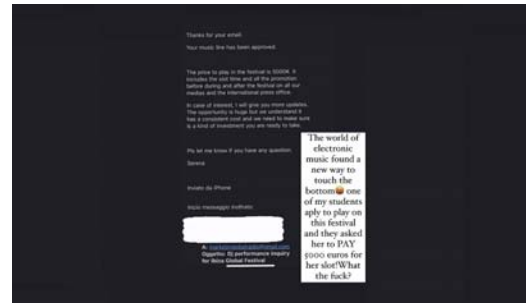 Thanks for your email.
Your music line has been approved.
The price to play in the festival is 5000€. It
includes the slot time and all the promotion
before during and after the festival on all our
medias and the international press office.
In case of interest, I will give you more updates.
The opportunity is huge but we understand it
has a consistent cost and we need to make sure
is a kind of investment you are ready to take.
Pls let me know if you have any question,
Serena
Inviato da iPhone
Inizio messaggio inoltrato:
A:
Oggetto: Dj performance inquiry
for Ibiza Global Festival
The world of
electronic
music found a
new way to
touch the
bottom😡 one
of my students
aply to play on
this festival
and they asked
her to PAY
5000 euros for
her slot!What
the fuck?